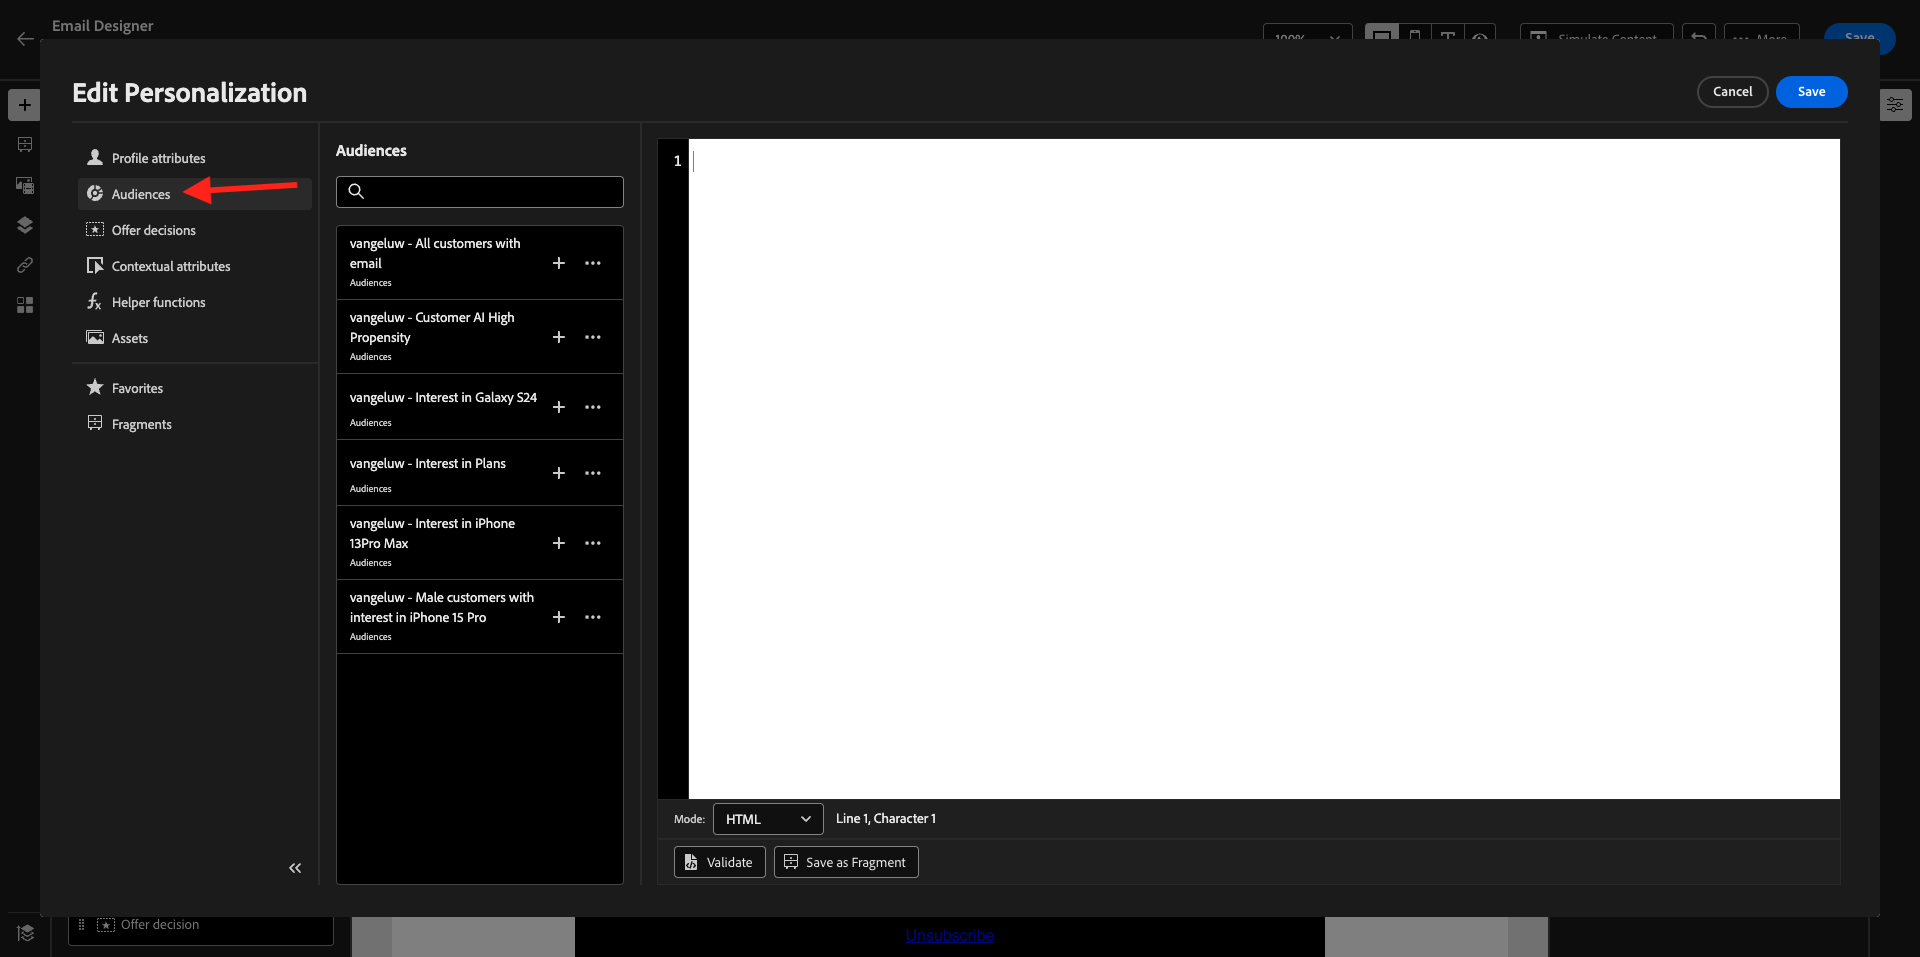 Email Designer
100%
Simulate Content
More
Save
Edit Personalization
Cancel
Save
Profile attributes
Audiences
Offer decisions
Contextual attributes
Helper functions
Assets
Favorites
Fragments
Audiences
vangeluw - All customers with
email
Audiences
vangeluw - Customer AI High
Propensity
Audiences
vangeluw - Interest in Galaxy S24
Audiences
vangeluw - Interest in Plans
Audiences
vangeluw - Interest in iPhone
13Pro Max
Audiences
vangeluw - Male customers with
interest in iPhone 15 Pro
Audiences
1
Mode:
HTML
Line 1, Character 1
Validate
Save as Fragment
Offer decision
Unsubscribe